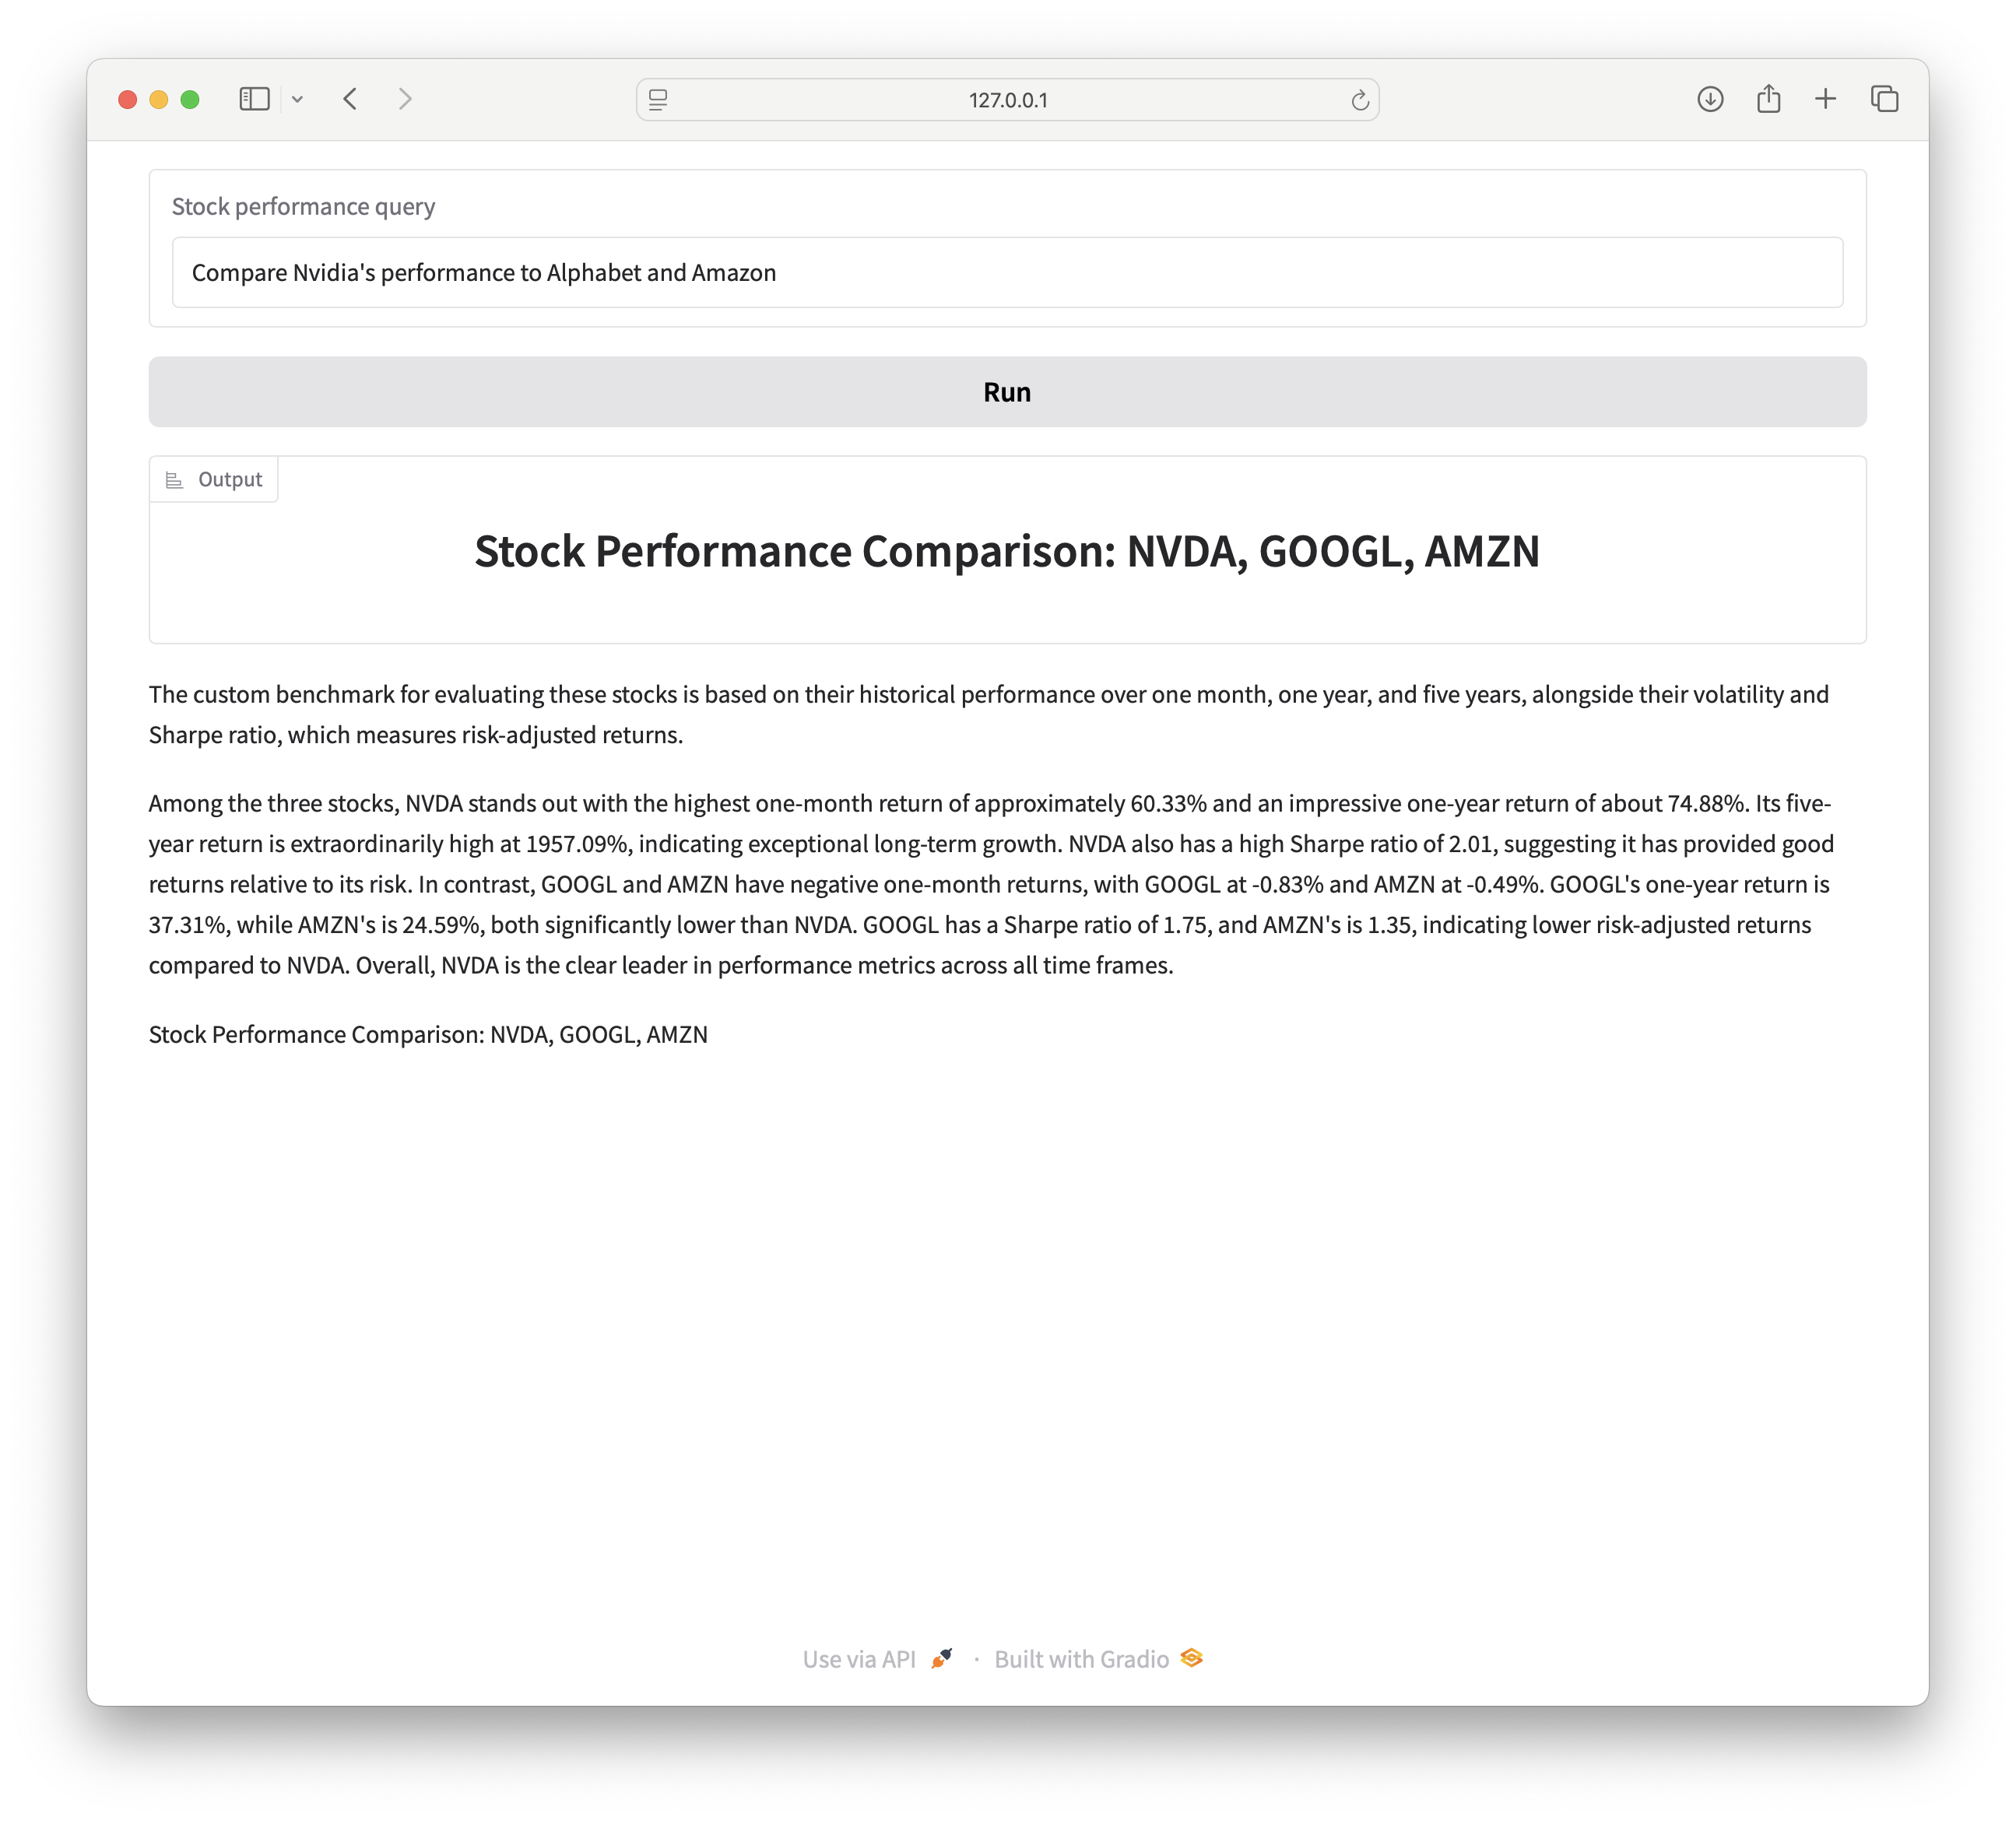 127.0.0.1
Stock performance query
Compare Nvidia's performance to Alphabet and Amazon
Run
Output
Stock Performance Comparison: NVDA, GOOGL, AMZN
The custom benchmark for evaluating these stocks is based on their historical performance over one month, one year, and five years, alongside their volatility and
Sharpe ratio, which measures risk-adjusted returns.
Among the three stocks, NVDA stands out with the highest one-month return of approximately 60.33% and an impressive one-year return of about 74.88%. Its five-
year return is extraordinarily high at 1957.09%, indicating exceptional long-term growth. NVDA also has a high Sharpe ratio of 2.01, suggesting it has provided good
returns relative to its risk. In contrast, GOOGL and AMZN have negative one-month returns, with GOOGL at -0.83% and AMZN at -0.49%. GOOGL's one-year return is
37.31%, while AMZN's is 24.59%, both significantly lower than NVDA. GOOGL has a Sharpe ratio of 1.75, and AMZN's is 1.35, indicating lower risk-adjusted returns
compared to NVDA. Overall, NVDA is the clear leader in performance metrics across all time frames.
Stock Performance Comparison: NVDA, GOOGL, AMZN
Use via API · Built with Gradio